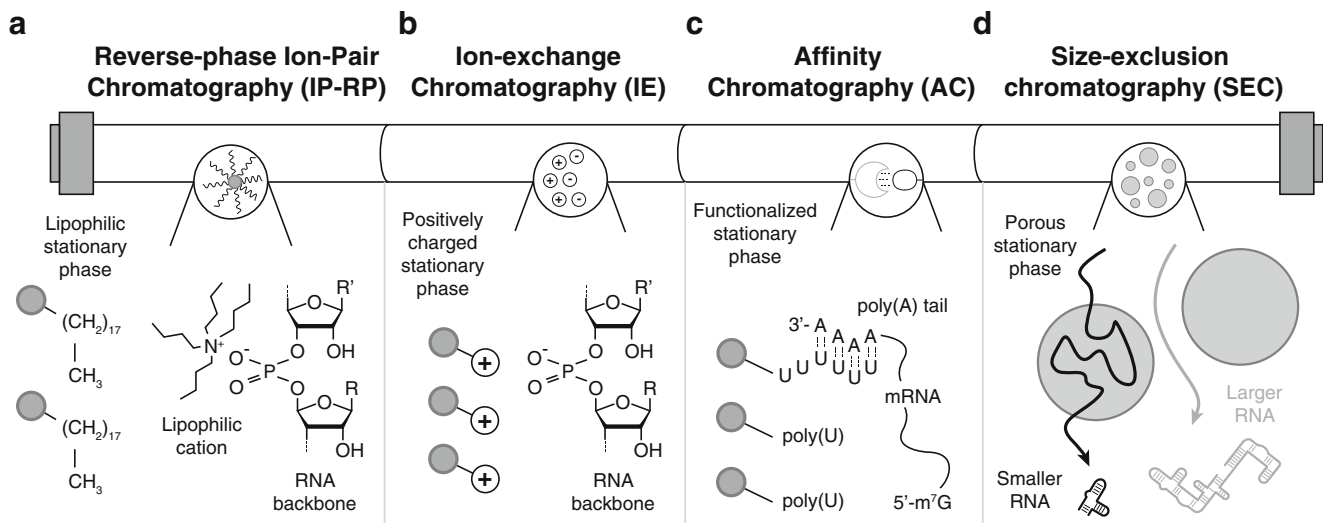 a
Reverse-phase Ion-Pair
Chromatography (IP-RP)
Lipophilic
stationary
phase
(CH₂)₁₇
CH₃
(CH₂)₁₇
CH₃
N⁺
Lipophilic
cation
R'
O
OH
O⁻
O
P
O
O
O
R
OH
RNA
backbone
b
Ion-exchange
Chromatography (IE)
+ -
+ -
+ -
Positively
charged
stationary
phase
+
+
+
R'
O
OH
O⁻
O
P
O
O
O
R
OH
RNA
backbone
c
Affinity
Chromatography (AC)
Functionalized
stationary
phase
poly(A) tail
3'- A A A A
U U U U U
mRNA
poly(U)
poly(U)
5'-m⁷G
d
Size-exclusion
chromatography (SEC)
Porous
stationary
phase
Larger
RNA
Smaller
RNA